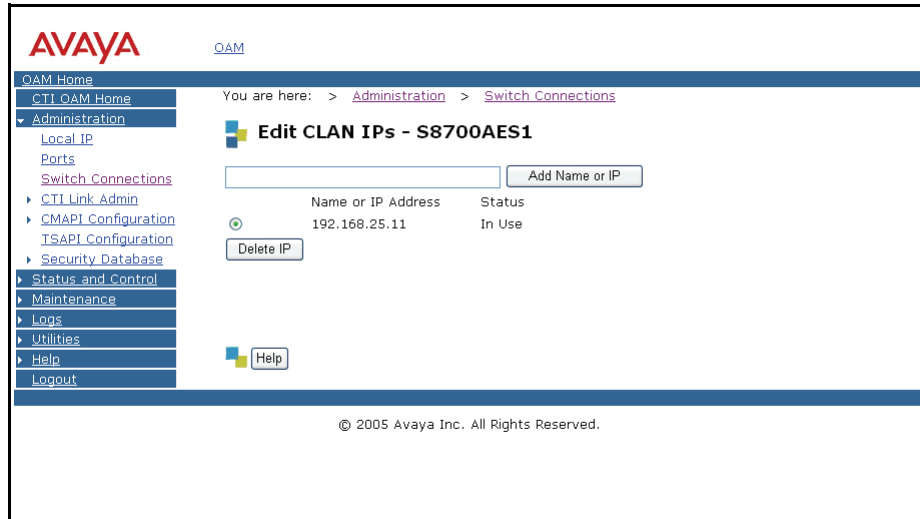 AVAYA
OAM
OAM Home
CTI OAM Home
Administration
Local IP
Ports
Switch Connections
CTI Link Admin
CMAPI Configuration
TSAPI Configuration
Security Database
Status and Control
Maintenance
Logs
Utilities
Help
Logout
You are here: > Administration > Switch Connections
Edit CLAN IPs - S8700AES1
Add Name or IP
Name or IP Address Status
192.168.25.11 In Use
Delete IP
Help
© 2005 Avaya Inc. All Rights Reserved.